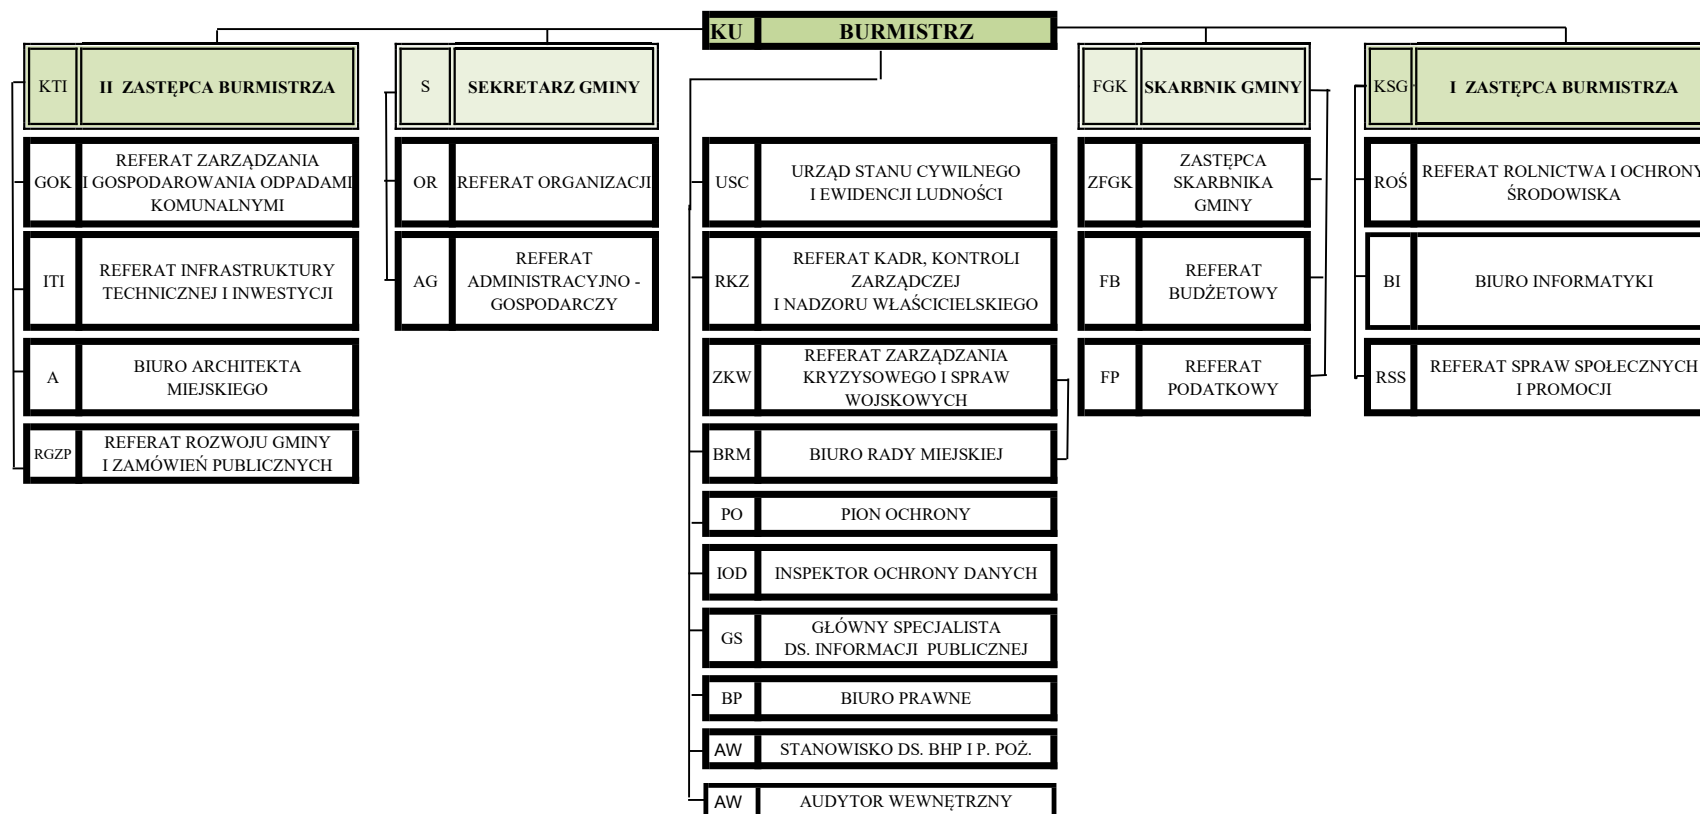 KU BURMISTRZ
KTI II ZASTĘPCA BURMISTRZA
GOK REFERAT ZARZĄDZANIA
I GOSPODAROWANIA ODPADAMI
KOMUNALNYMI
ITI REFERAT INFRASTRUKTURY
TECHNICZNEJ I INWESTYCJI
A BIURO ARCHITEKTA
MIEJSKIEGO
RGZP REFERAT ROZWOJU GMINY
I ZAMÓWIEŃ PUBLICZNYCH
S SEKRETARZ GMINY
OR REFERAT ORGANIZACJI
AG REFERAT
ADMINISTRACYJNO -
GOSPODARCZY
USC URZĄD STANU CYWILNEGO
I EWIDENCJI LUDNOŚCI
RKZ REFERAT KADR, KONTROLI
ZARZĄDCZEJ
I NADZORU WŁAŚCICIELSKIEGO
ZKW REFERAT ZARZĄDZANIA
KRYZYSOWEGO I SPRAW
WOJSKOWYCH
BRM BIURO RADY MIEJSKIEJ
PO PION OCHRONY
IOD INSPEKTOR OCHRONY DANYCH
GS GŁÓWNY SPECJALISTA
DS. INFORMACJI PUBLICZNEJ
BP BIURO PRAWNE
AW STANOWISKO DS. BHP I P. POŻ.
AW AUDYTOR WEWNĘTRZNY
FGK SKARBNIK GMINY
ZFGK ZASTĘPCA
SKARBNIKA
GMINY
FB REFERAT
BUDŻETOWY
FP REFERAT
PODATKOWY
KSG I ZASTĘPCA BURMISTRZA
ROŚ REFERAT ROLNICTWA I OCHRONY
ŚRODOWISKA
BI BIURO INFORMATYKI
RSS REFERAT SPRAW SPOŁECZNYCH
I PROMOCJI